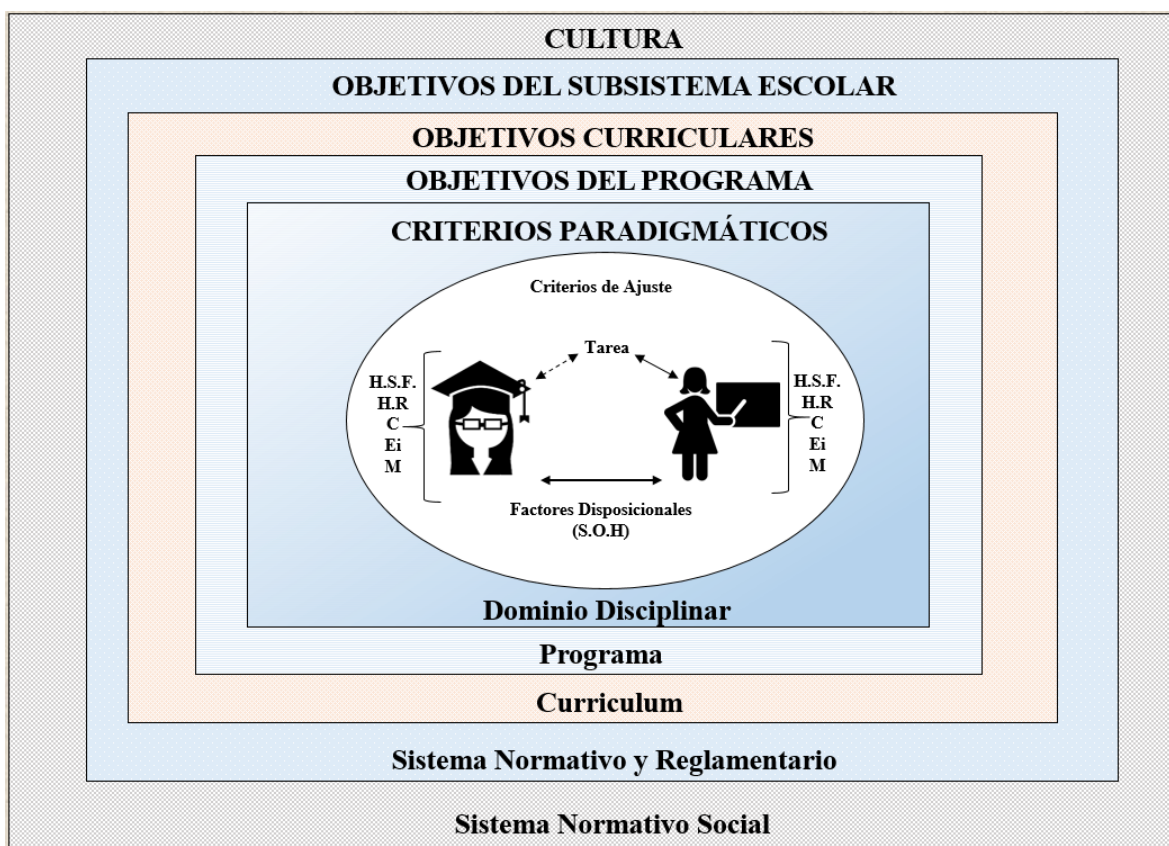 CULTURA
OBJETIVOS DEL SUBSISTEMA ESCOLAR
OBJETIVOS CURRICULARES
OBJETIVOS DEL PROGRAMA
CRITERIOS PARADIGMÁTICOS
Criterios de Ajuste
Tarea
H.S.F.
H.R
C
Ei
M
H.S.F.
H.R
C
Ei
M
Factores Disposicionales
(S.O.H)
Dominio Disciplinar
Programa
Curriculum
Sistema Normativo y Reglamentario
Sistema Normativo Social